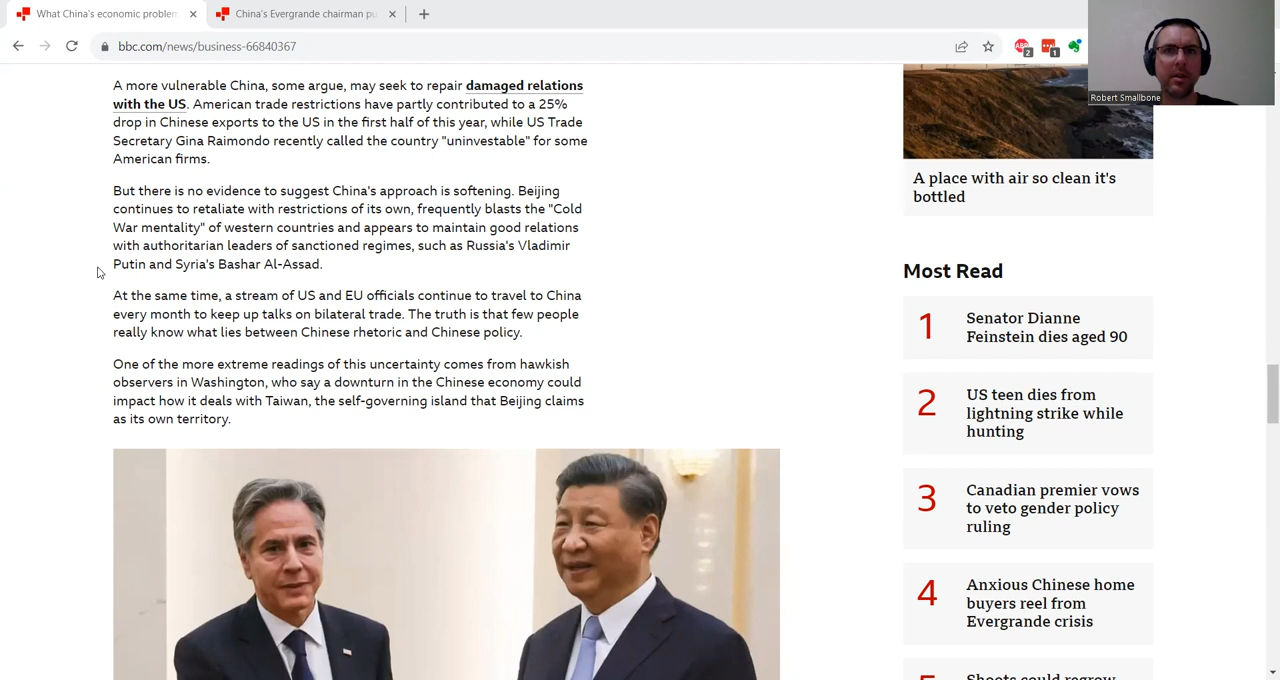 What China's economic problem
China's Evergrande chairman pu
bbc.com/news/business-66840367
2
1
Robert Smallbone
A more vulnerable China, some argue, may seek to repair damaged relations
with the US. American trade restrictions have partly contributed to a 25%
drop in Chinese exports to the US in the first half of this year, while US Trade
Secretary Gina Raimondo recently called the country "uninvestable" for some
American firms.
But there is no evidence to suggest China's approach is softening. Beijing
continues to retaliate with restrictions of its own, frequently blasts the "Cold
War mentality" of western countries and appears to maintain good relations
with authoritarian leaders of sanctioned regimes, such as Russia's Vladimir
Putin and Syria's Bashar Al-Assad.
At the same time, a stream of US and EU officials continue to travel to China
every month to keep up talks on bilateral trade. The truth is that few people
really know what lies between Chinese rhetoric and Chinese policy.
One of the more extreme readings of this uncertainty comes from hawkish
observers in Washington, who say a downturn in the Chinese economy could
impact how it deals with Taiwan, the self-governing island that Beijing claims
as its own territory.
A place with air so clean it's
bottled
Most Read
1
Senator Dianne
Feinstein dies aged 90
2
US teen dies from
lightning strike while
hunting
3
Canadian premier vows
to veto gender policy
ruling
4
Anxious Chinese home
buyers reel from
Evergrande crisis
Shoots could regrow